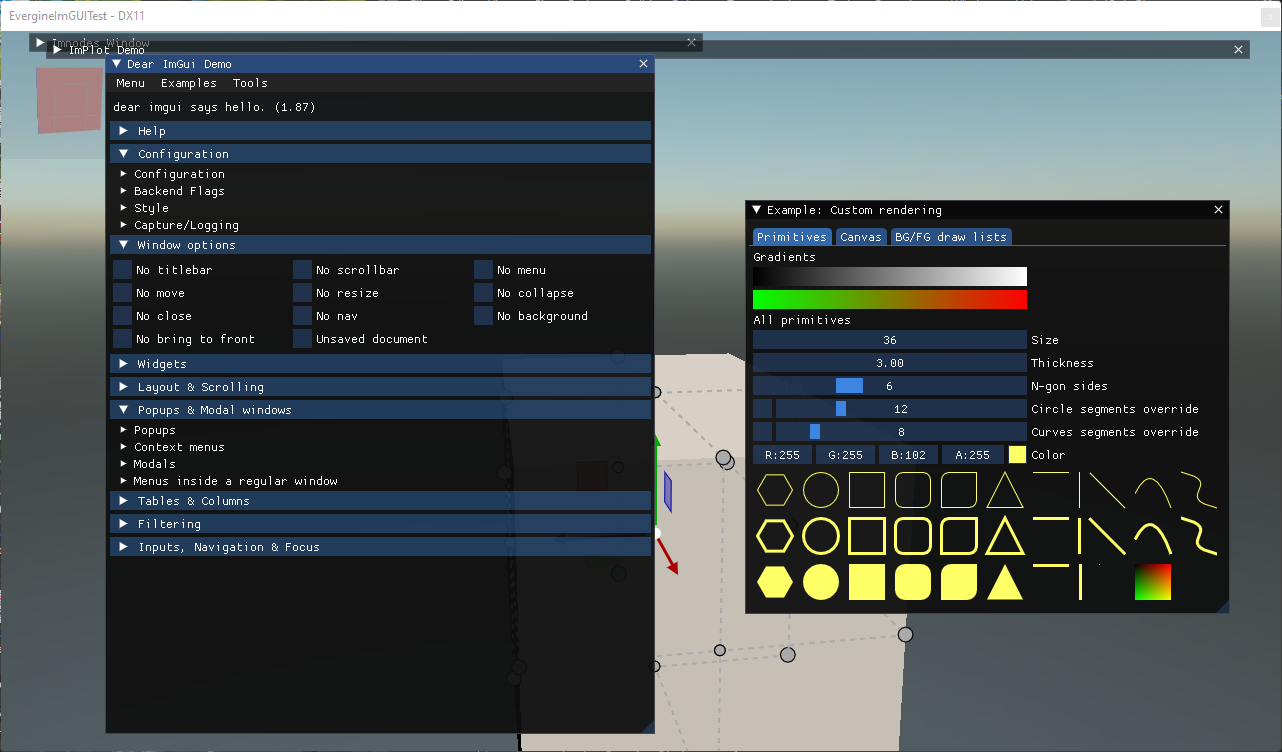 EvergineImGUITest - DX11
Imnodes Window
ImPlot Demo
Dear ImGui Demo
Menu Examples Tools
dear imgui says hello. (1.87)
Help
Configuration
Configuration
Backend Flags
Style
Capture/Logging
Window options
No titlebar No scrollbar No menu
No move No resize No collapse
No close No nav No background
No bring to front Unsaved document
Widgets
Layout & Scrolling
Popups & Modal windows
Popups
Context menus
Modals
Menus inside a regular window
Tables & Columns
Filtering
Inputs, Navigation & Focus
Example: Custom rendering
Primitives Canvas BG/FG draw lists
Gradients
All primitives
36 Size
3.00 Thickness
6 N-gon sides
12 Circle segments override
8 Curves segments override
R:255 G:255 B:102 A:255 Color